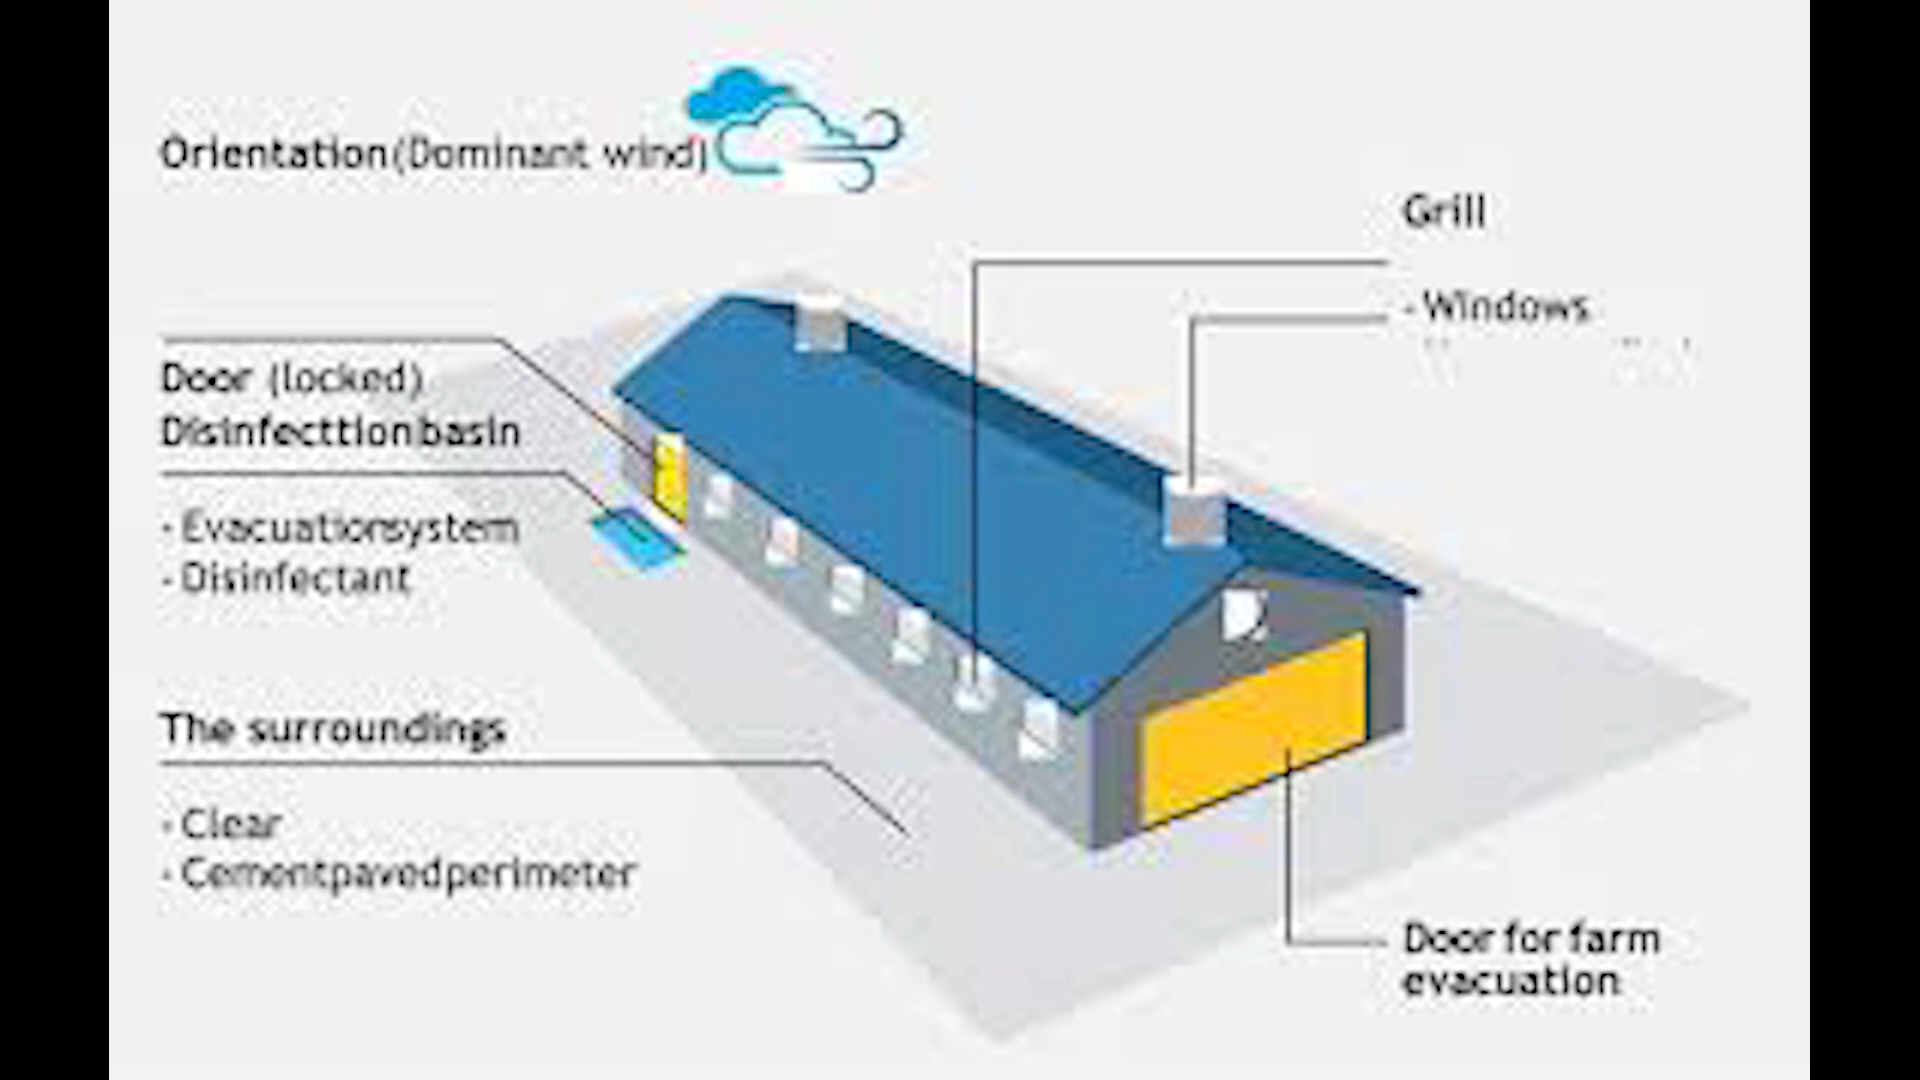 Orientation(Dominant wind)
Grill
- Windows
Door (locked)
Disinfecttionbasin
- Evacuationsystem
- Disinfectant
The surroundings
- Clear
- Cementpavedperimeter
Door for farm
evacuation